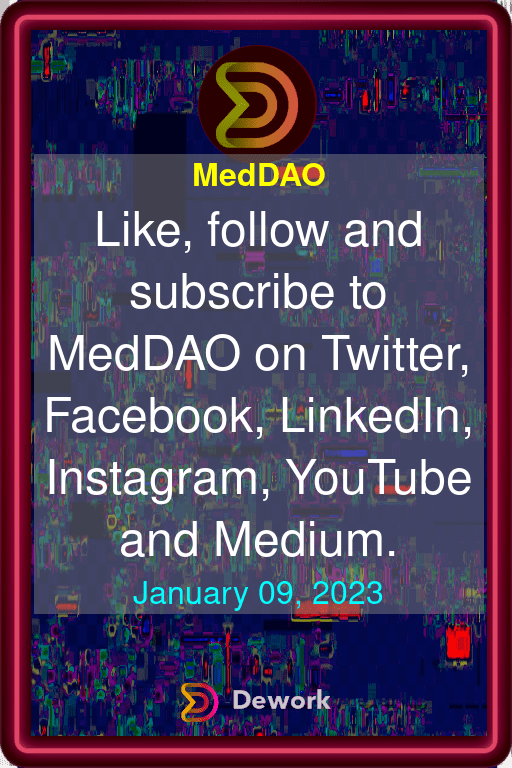 MedDAO
Like, follow and
subscribe to
MedDAO on Twitter,
Facebook, LinkedIn,
Instagram, YouTube
and Medium.
January 09, 2023
Dework